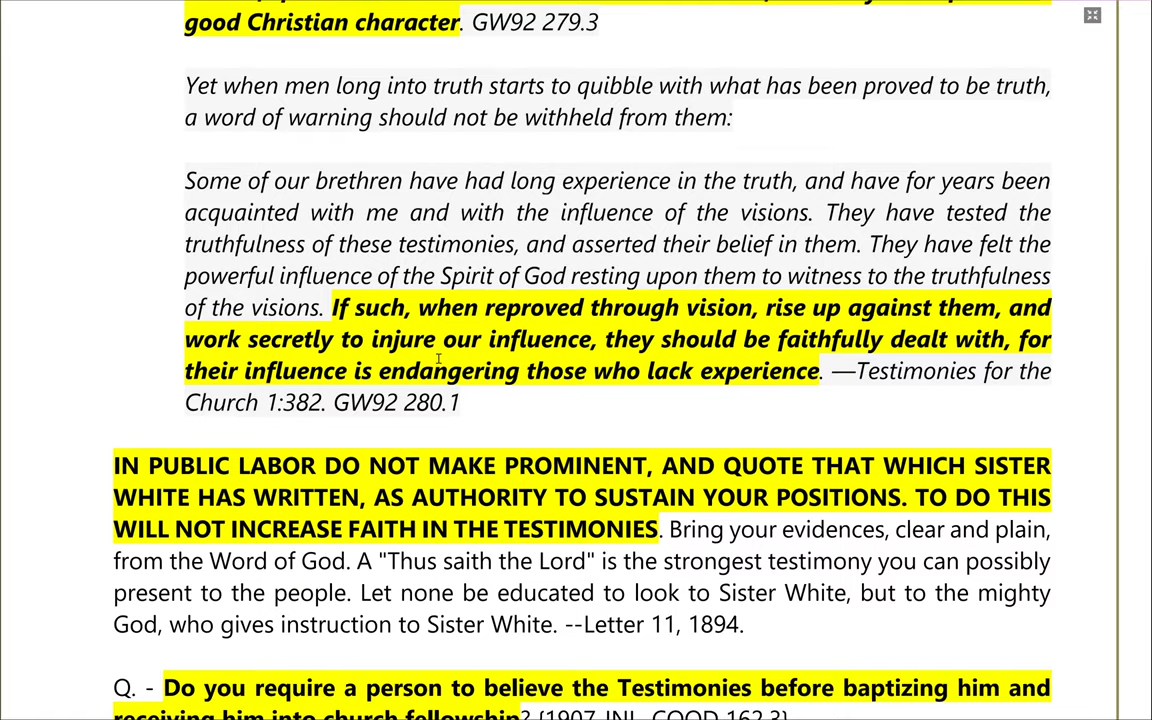 good Christian character. GW92 279.3
Yet when men long into truth starts to quibble with what has been proved to be truth,
a word of warning should not be withheld from them:
Some of our brethren have had long experience in the truth, and have for years been
acquainted with me and with the influence of the visions. They have tested the
truthfulness of these testimonies, and asserted their belief in them. They have felt the
powerful influence of the Spirit of God resting upon them to witness to the truthfulness
of the visions. If such, when reproved through vision, rise up against them, and
work secretly to injure our influence, they should be faithfully dealt with, for
their influence is endangering those who lack experience. —Testimonies for the
Church 1:382. GW92 280.1
IN PUBLIC LABOR DO NOT MAKE PROMINENT, AND QUOTE THAT WHICH SISTER
WHITE HAS WRITTEN, AS AUTHORITY TO SUSTAIN YOUR POSITIONS. TO DO THIS
WILL NOT INCREASE FAITH IN THE TESTIMONIES. Bring your evidences, clear and plain,
from the Word of God. A "Thus saith the Lord" is the strongest testimony you can possibly
present to the people. Let none be educated to look to Sister White, but to the mighty
God, who gives instruction to Sister White. --Letter 11, 1894.
Q. - Do you require a person to believe the Testimonies before baptizing him and
receiving him into church fellowship? {1907 JNL, COOD 162.3}